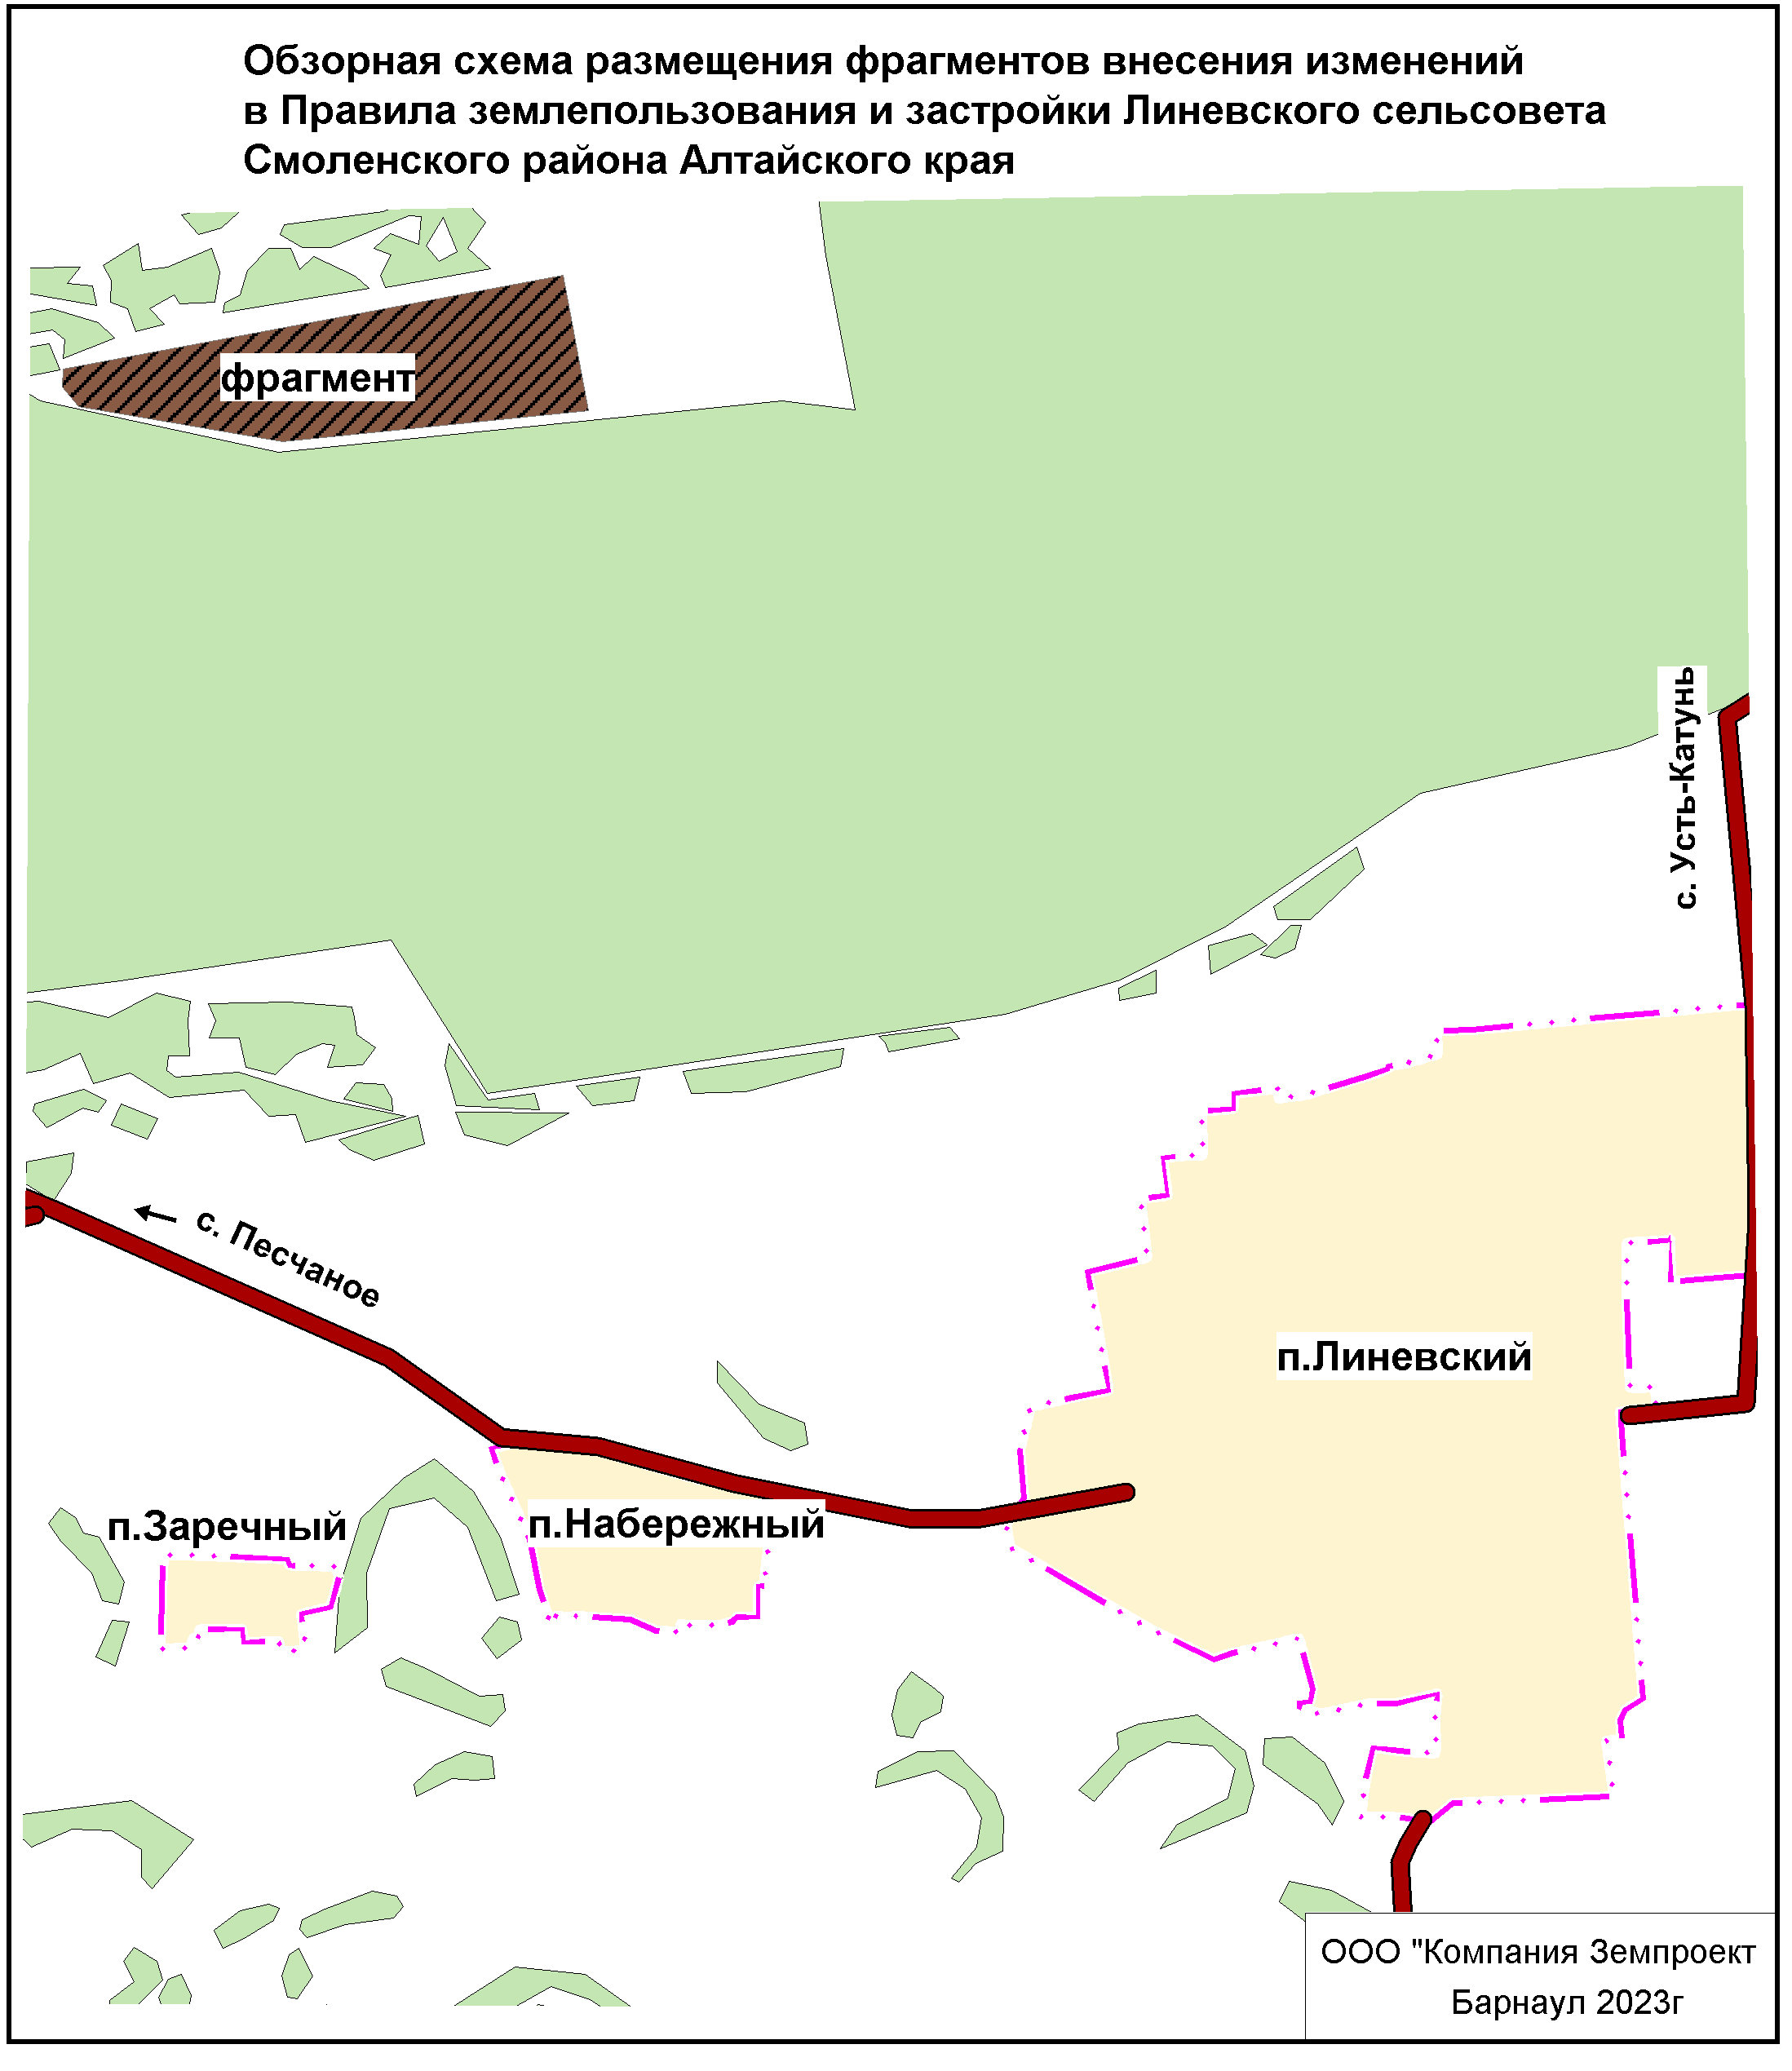 Обзорная схема размещения фрагментов внесения изменений
в Правила землепользования и застройки Линевского сельсовета
Смоленского района Алтайского края
фрагмент
с. Усть-Катунь
с. Песчаное
п.Линевский
п.Заречный
п.Набережный
ООО "Компания Земпроект
Барнаул 2023г